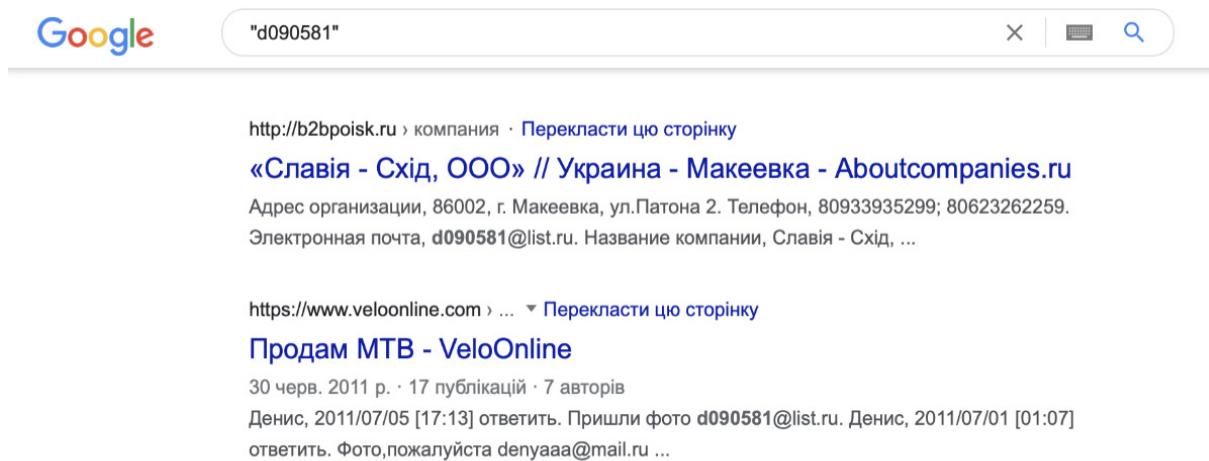 Google "d090581"
http://b2bpoisk.ru › компания · Перекласти цю сторінку
«Славія - Схід, ООО» // Украина - Макеевка - Aboutcompanies.ru
Адрес организации, 86002, г. Макеевка, ул.Патона 2. Телефон, 80933935299; 80623262259.
Электронная почта, d090581@list.ru. Название компании, Славія - Схід, ...
https://www.veloonline.com › ... Перекласти цю сторінку
Продам МТВ - VeloOnline
30 черв. 2011 р. · 17 публікацій · 7 авторів
Денис, 2011/07/05 [17:13] ответить. Пришли фото d090581@list.ru. Денис, 2011/07/01 [01:07]
ответить. Фото,пожалуйста denyaaa@mail.ru ...